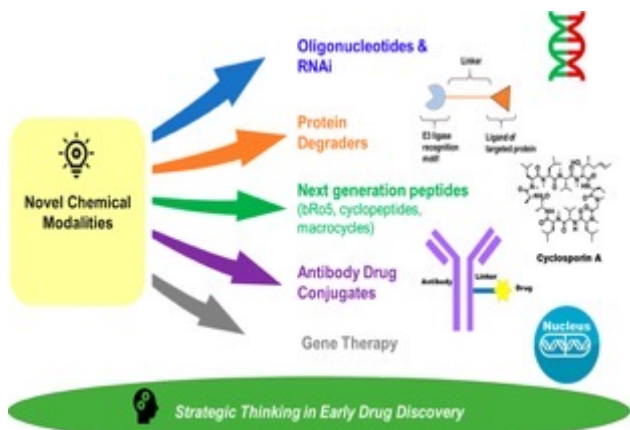 Oligonucleotides &
RNAi
Linker
E3 ligase
recognition
motif
Ligand of
targeted protein
Protein
Degraders
Novel Chemical
Modalities
Next generation peptides
(bRo5, cyclopeptides,
macrocycles)
Cyclosporin A
Antibody Drug
Conjugates
Antibody
Linker
Drug
Gene Therapy
Nucleus
Strategic Thinking in Early Drug Discovery